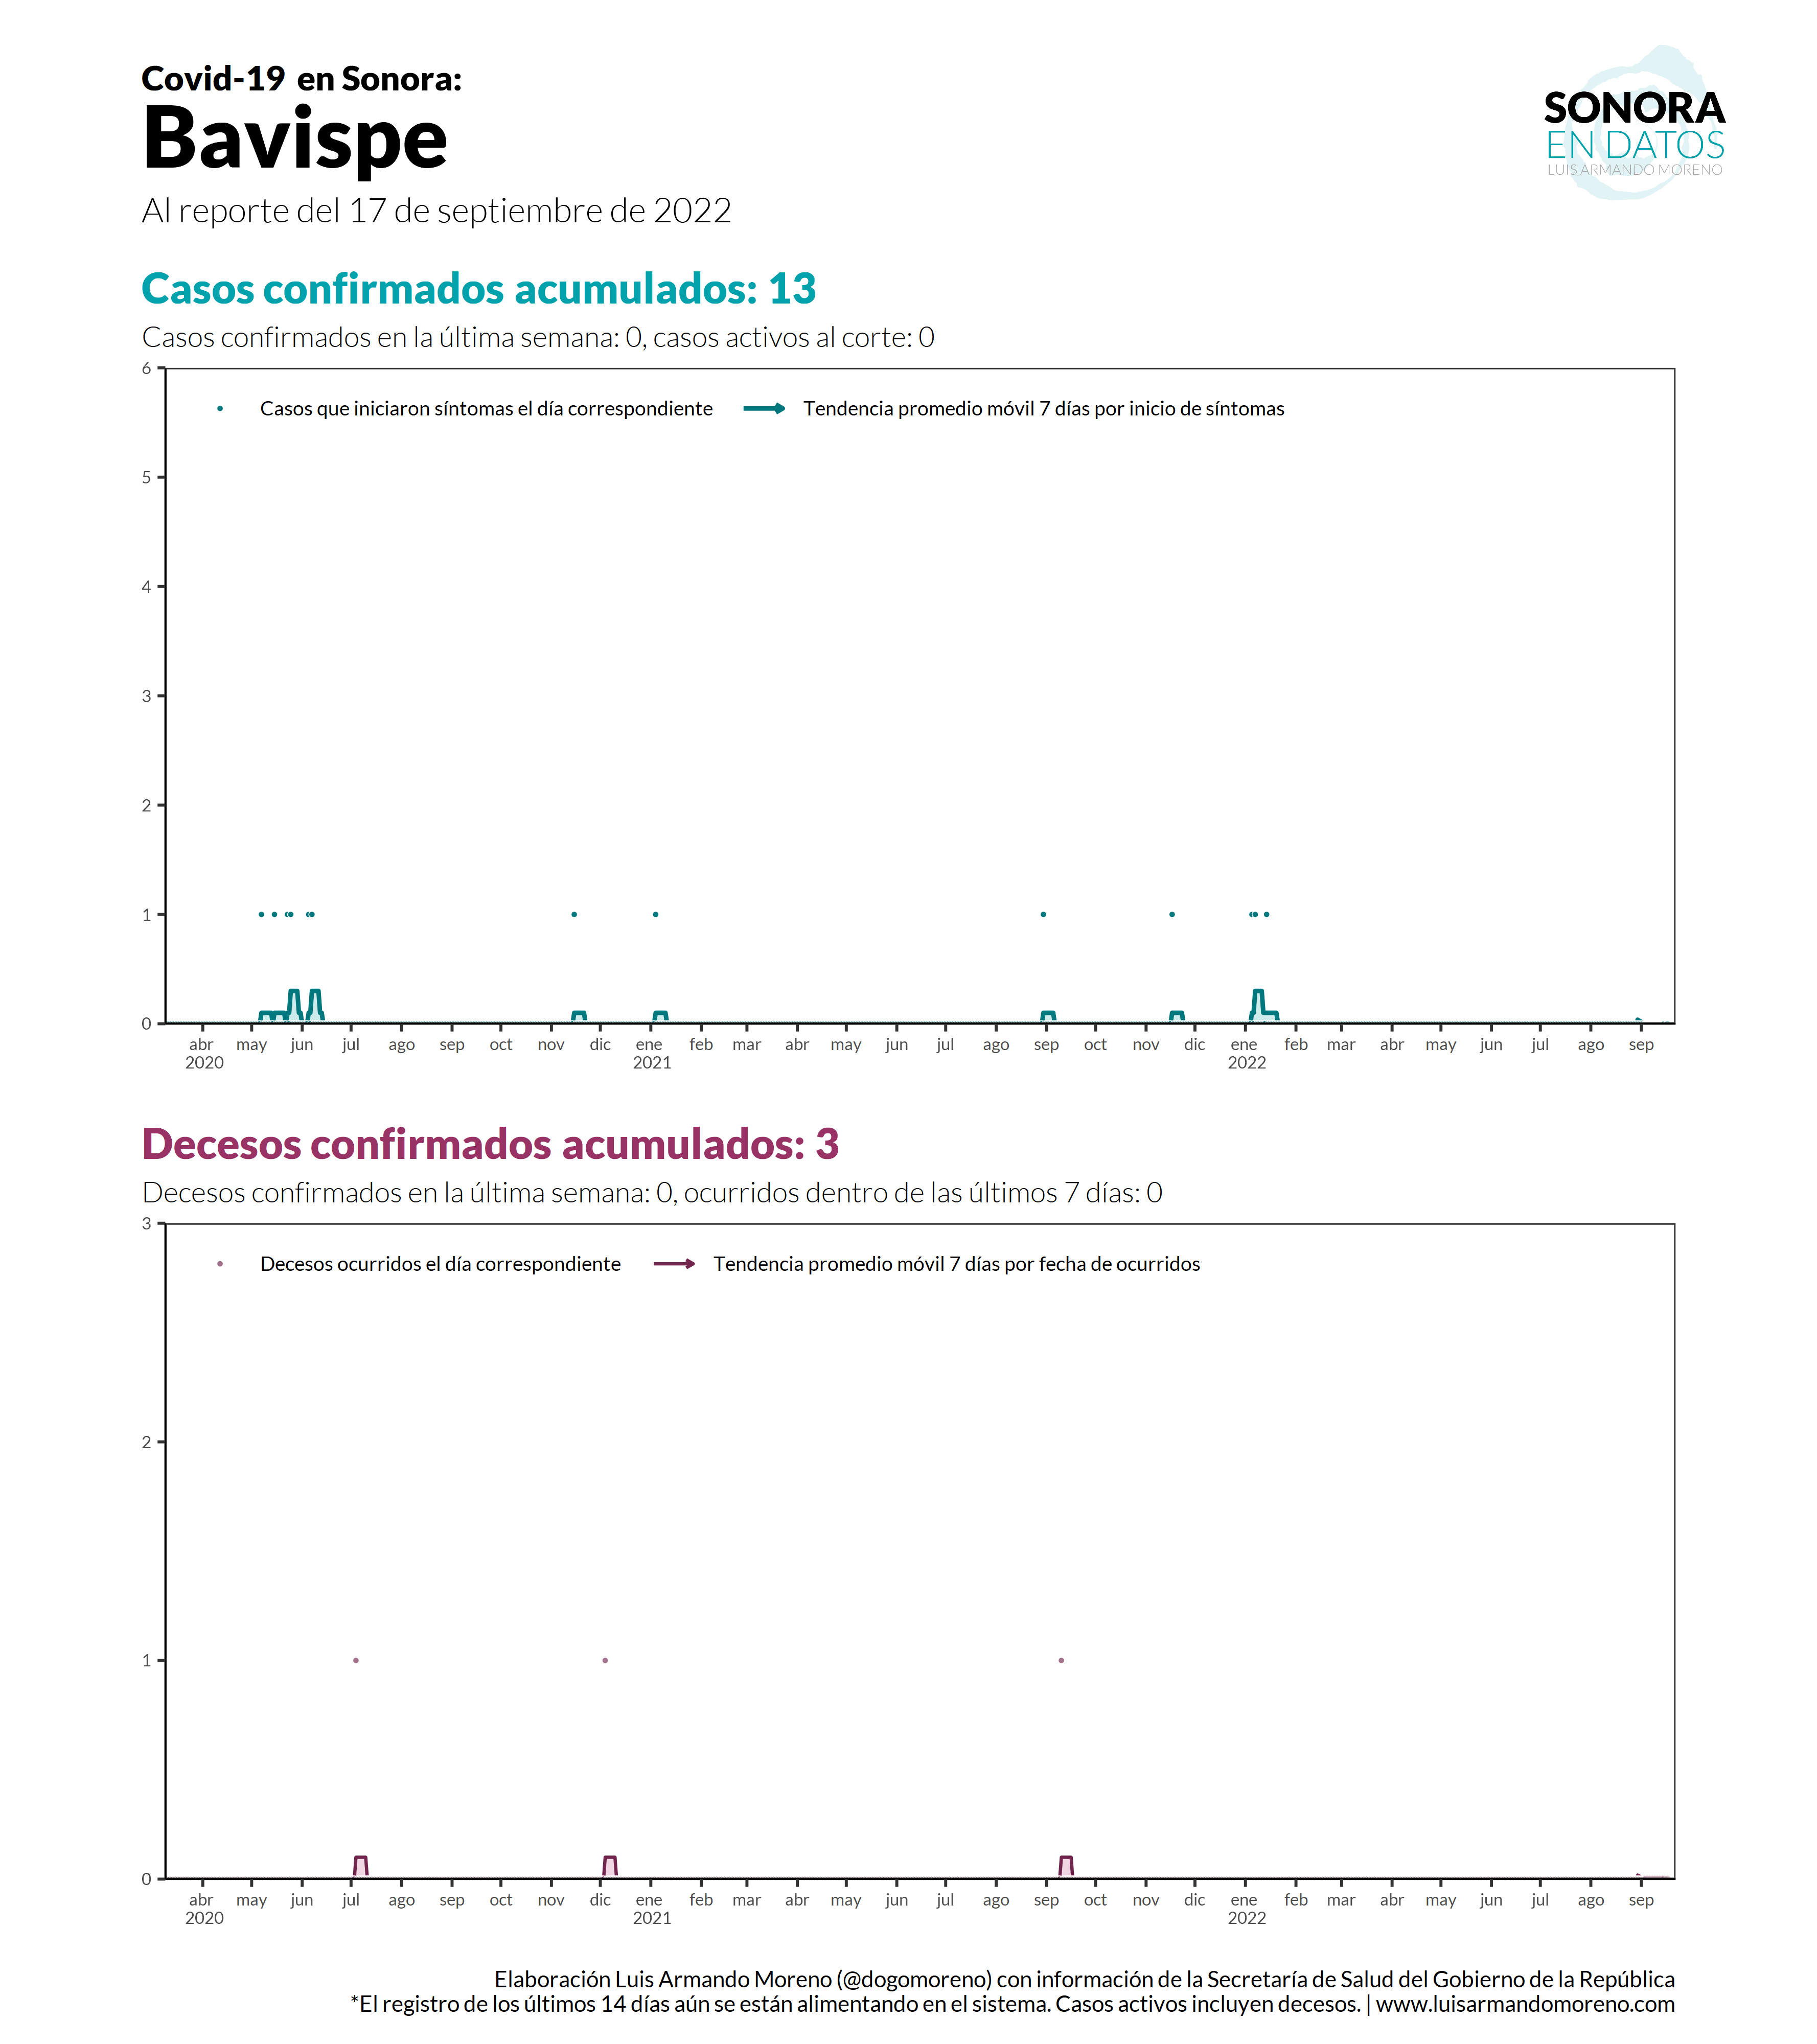 Covid-19 en Sonora:
Bavispe
Al reporte del 17 de septiembre de 2022
SONORA
EN DATOS
LUIS ARMANDO MORENO
Casos confirmados acumulados: 13
Casos confirmados en la última semana: 0, casos activos al corte: 0
6
Casos que iniciaron síntomas el día correspondiente Tendencia promedio móvil 7 días por inicio de síntomas
5
4
3
2
1
0
abr may jun jul ago sep oct nov dic ene feb mar abr may jun jul ago sep oct nov dic ene feb mar abr may jun jul ago sep
2020 2021 2022
Decesos confirmados acumulados: 3
Decesos confirmados en la última semana: 0, ocurridos dentro de las últimos 7 días: 0
3
Decesos ocurridos el día correspondiente Tendencia promedio móvil 7 días por fecha de ocurridos
2
1
0
abr may jun jul ago sep oct nov dic ene feb mar abr may jun jul ago sep oct nov dic ene feb mar abr may jun jul ago sep
2020 2021 2022
Elaboración Luis Armando Moreno (@dogomoreno) con información de la Secretaría de Salud del Gobierno de la República
*El registro de los últimos 14 días aún se están alimentando en el sistema. Casos activos incluyen decesos. | www.luisarmandomoreno.com